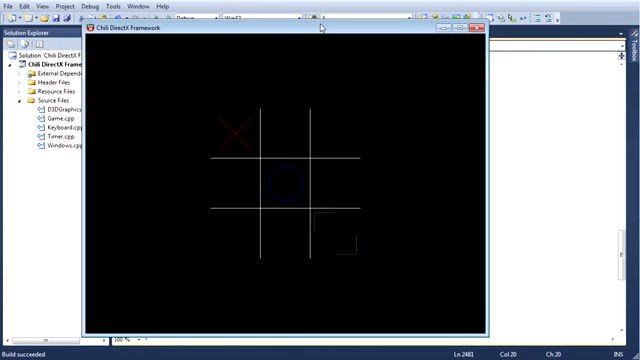 File Edit View Project Build Debug Tools Window Help
Debug Win32
Solution Explorer
Chili DirectX Framework
Toolbox
Solution 'Chili DirectX F
Chili DirectX Frame
External Depende
Header Files
Resource Files
Source Files
D3DGraphics
Game.cpp
Keyboard.cpp
Timer.cpp
Windows.cpp
100 %
Build succeeded Ln 2481 Col 20 Ch 20 INS